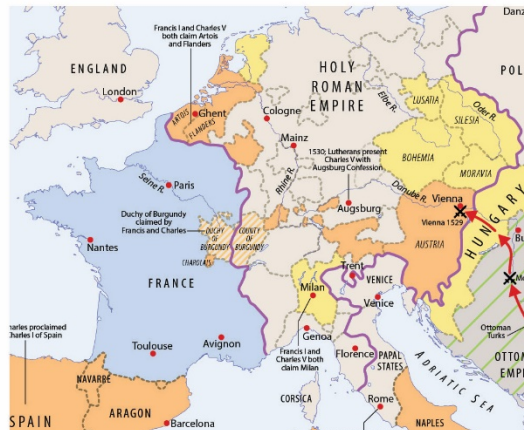 Francis I and Charles V
both claim Artois
and Flanders
ENGLAND
London
Ghent
ARTOIS
FLANDERS
HOLY
ROMAN
EMPIRE
Cologne
Mainz
Rhine R.
Elbe R.
LUSATIA
Oder R.
SILESIA
BOHEMIA
MORAVIA
1530; Lutherans present
Charles V with
Augsburg Confession
Danube R.
Augsburg
Vienna
Vienna 1529
AUSTRIA
HUNGARY
Seine R.
Paris
Duchy of Burgundy
claimed by
Francis and Charles
DUCHY
OF
BURGUNDY
COUNTY
OF
BURGUNDY
CHAROLAIS
Nantes
FRANCE
Toulouse
Avignon
Trent
VENICE
Venice
Milan
Genoa
Francis I and
Charles V both
claim Milan
Florence
PAPAL
STATES
Rome
NAPLES
CORSICA
ADRIATIC SEA
Ottoman
Turks
OTTO
EMP
harles proclaimed
Charles I of Spain
NAVARRE
SPAIN
ARAGON
Barcelona
Danz
POL
Bu